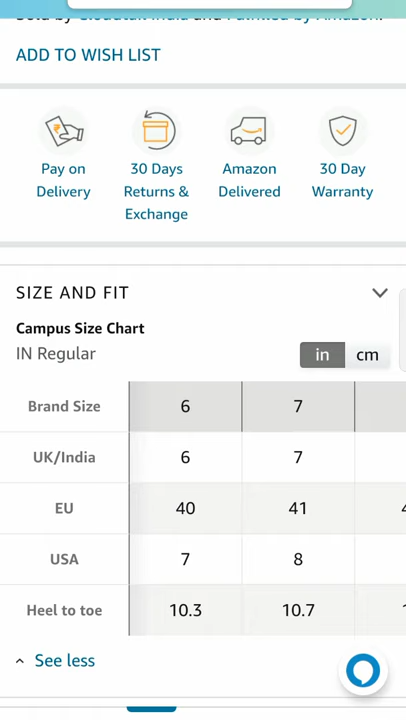 ADD TO WISH LIST
Pay on
Delivery
30 Days
Returns &
Exchange
Amazon
Delivered
30 Day
Warranty
SIZE AND FIT
Campus Size Chart
IN Regular
in cm
Brand Size 6 7
UK/India 6 7
EU 40 41
USA 7 8
Heel to toe 10.3 10.7
See less